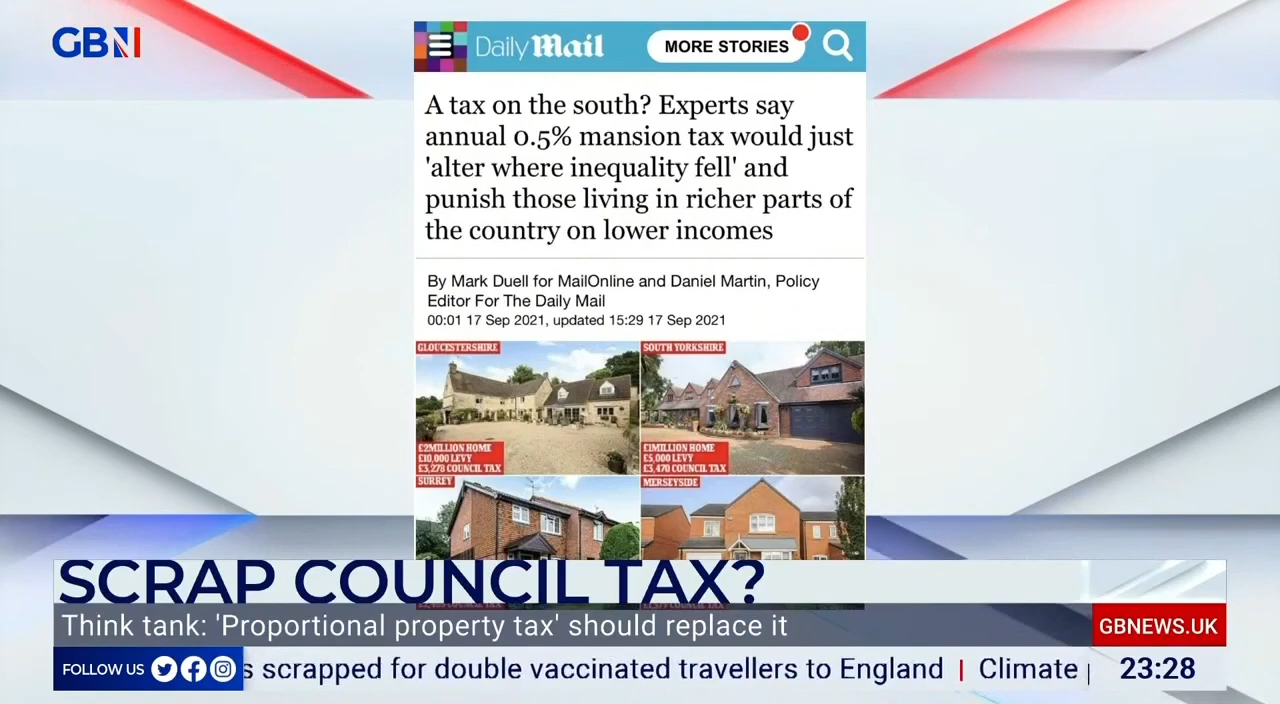 GBN
Daily Mail
MORE STORIES
A tax on the south? Experts say
annual 0.5% mansion tax would just
'alter where inequality fell' and
punish those living in richer parts of
the country on lower incomes
By Mark Duell for MailOnline and Daniel Martin, Policy
Editor For The Daily Mail
00:01 17 Sep 2021, updated 15:29 17 Sep 2021
GLOUCESTERSHIRE
£2MILLION HOME
£10,000 LEVY
£3,278 COUNCIL TAX
SOUTH YORKSHIRE
£1MILLION HOME
£5,000 LEVY
£3,470 COUNCIL TAX
SURREY
MERSEYSIDE
SCRAP COUNCIL TAX?
Think tank: 'Proportional property tax' should replace it
GBNEWS.UK
FOLLOW US
s scrapped for double vaccinated travellers to England | Climate
23:28